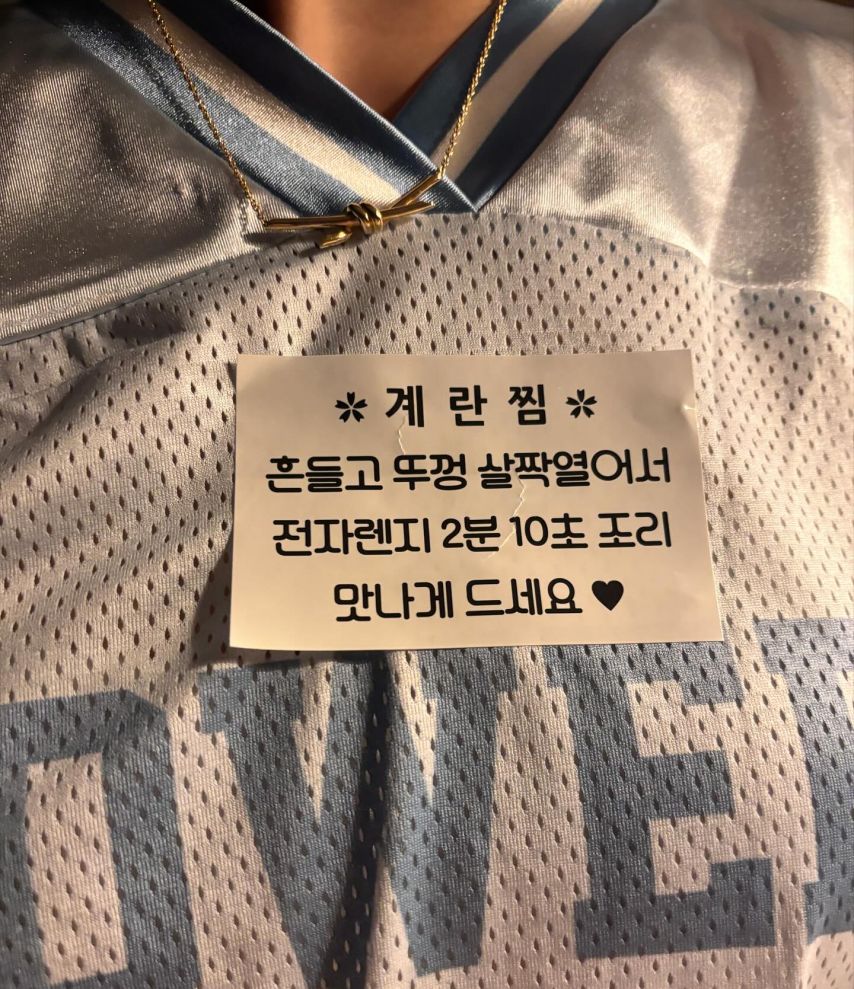 계란찜
흔들고 뚜껑 살짝열어서
전자렌지 2분 10초 조리
맛나게 드세요 ♥